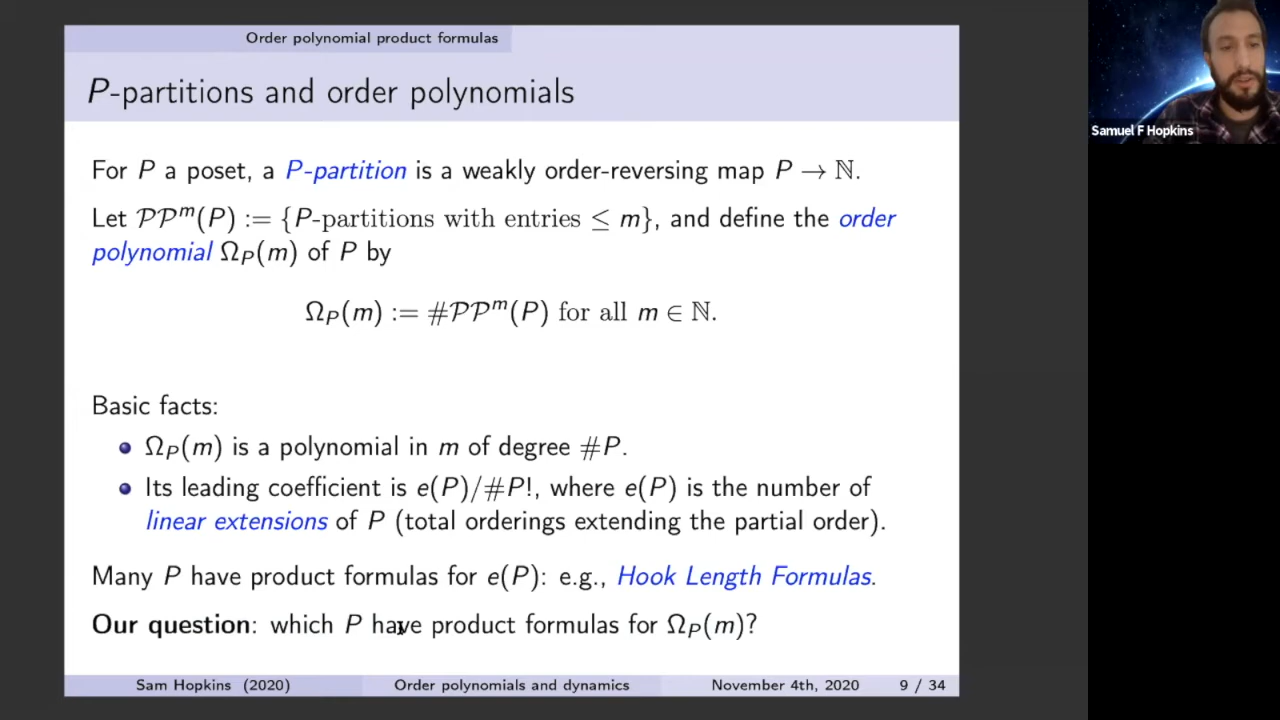 Order polynomial product formulas
P-partitions and order polynomials
For P a poset, a P-partition is a weakly order-reversing map P → ℕ.
Let 𝒫𝒫ᵐ(P) := {P-partitions with entries ≤ m}, and define the order
polynomial Ω_P(m) of P by
Ω_P(m) := #𝒫𝒫ᵐ(P) for all m ∈ ℕ.
Basic facts:
Ω_P(m) is a polynomial in m of degree #P.
Its leading coefficient is e(P)/#P!, where e(P) is the number of
linear extensions of P (total orderings extending the partial order).
Many P have product formulas for e(P): e.g., Hook Length Formulas.
Our question: which P have product formulas for Ω_P(m)?
Sam Hopkins (2020) Order polynomials and dynamics November 4th, 2020 9 / 34
Samuel F Hopkins